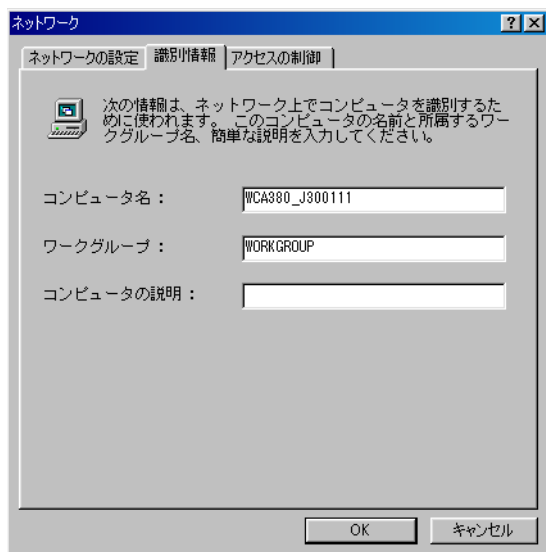 ネットワーク
ネットワークの設定 識別情報 アクセスの制御
次の情報は、ネットワーク上でコンピュータを識別するた
めに使われます。 このコンピュータの名前と所属するワー
クグループ名、簡単な説明を入力してください。
コンピュータ名： WCA380_J300111
ワークグループ： WORKGROUP
コンピュータの説明：
OK キャンセル